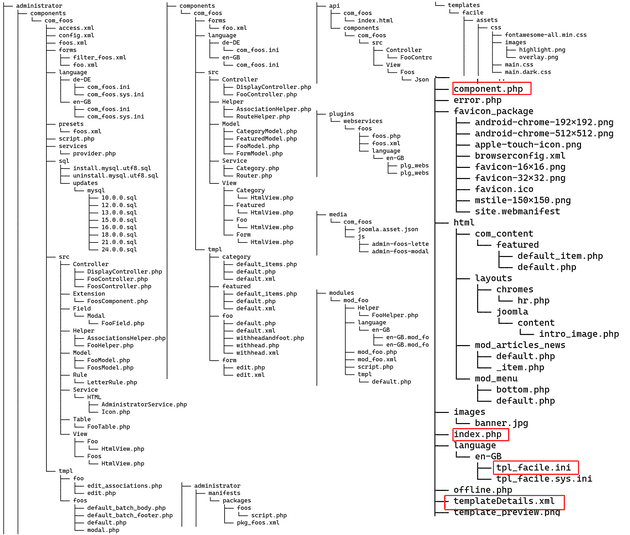 administrator
components
com_foos
access.xml
config.xml
foos.xml
forms
filter_foos.xml
foo.xml
language
de-DE
com_foos.ini
com_foos.sys.ini
en-GB
com_foos.ini
com_foos.sys.ini
presets
foos.xml
script.php
services
provider.php
sql
install.mysql.utf8.sql
uninstall.mysql.utf8.sql
updates
mysql
10.0.0.sql
12.0.0.sql
13.0.0.sql
15.0.0.sql
16.0.0.sql
18.0.0.sql
21.0.0.sql
24.0.0.sql
src
Controller
DisplayController.php
FooController.php
FoosController.php
Extension
FoosComponent.php
Field
Modal
FooField.php
Helper
AssociationsHelper.php
FooHelper.php
Model
FooModel.php
FoosModel.php
Rule
LetterRule.php
Service
HTML
AdministratorService.php
Icon.php
Table
FooTable.php
View
Foo
HtmlView.php
Foos
HtmlView.php
tmpl
foo
edit_associations.php
edit.php
foos
default_batch_body.php
default_batch_footer.php
default.php
modal.php
components
com_foos
forms
foo.xml
language
de-DE
com_foos.ini
en-GB
com_foos.ini
src
Controller
DisplayController.php
FooController.php
Helper
AssociationHelper.php
RouteHelper.php
Model
CategoryModel.php
FeaturedModel.php
FooModel.php
FormModel.php
Service
Category.php
Router.php
View
Category
HtmlView.php
Featured
HtmlView.php
Foo
HtmlView.php
Form
HtmlView.php
tmpl
category
default_items.php
default.php
default.xml
featured
default_items.php
default.php
default.xml
foo
default.php
default.xml
withheadandfoot.php
withhead.php
withhead.xml
form
edit.php
edit.xml
administrator
manifests
packages
foos
script.php
pkg_foos.xml
api
com_foos
index.html
components
com_foos
src
Controller
FooContro
View
Foos
Json
plugins
webservices
foos
foos.php
foos.xml
language
en-GB
plg_webs
plg_webs
media
com_foos
joomla.asset.json
js
admin-foos-lette
admin-foos-modal
modules
mod_foo
Helper
FooHelper.php
language
en-GB
en-GB.mod_fo
en-GB.mod_fo
mod_foo.php
mod_foo.xml
script.php
tmpl
default.php
templates
facile
assets
css
fontawesome-all.min.css
images
highlight.png
overlay.png
main.css
main.dark.css
component.php
error.php
favicon_package
android-chrome-192×192.png
android-chrome-512×512.png
apple-touch-icon.png
browserconfig.xml
favicon-16×16.png
favicon-32×32.png
favicon.ico
mstile-150×150.png
site.webmanifest
html
com_content
featured
default_item.php
default.php
layouts
chromes
hr.php
joomla
content
intro_image.php
mod_articles_news
default.php
_item.php
mod_menu
bottom.php
default.php
images
banner.jpg
index.php
language
en-GB
tpl_facile.ini
tpl_facile.sys.ini
offline.php
templateDetails.xml
template_preview.png